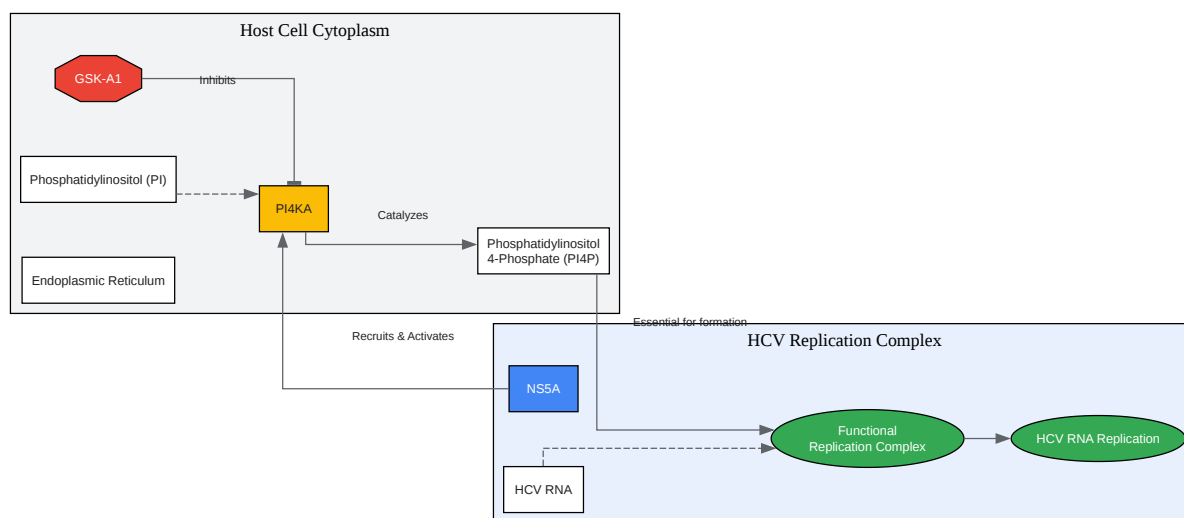 Host Cell Cytoplasm
GSK-A1
Inhibits
Phosphatidylinositol (PI)
PI4KA
Catalyzes
Phosphatidylinositol
4-Phosphate (PI4P)
Endoplasmic Reticulum
Essential for formation
Recruits & Activates
HCV Replication Complex
NS5A
Functional
Replication Complex
HCV RNA Replication
HCV RNA